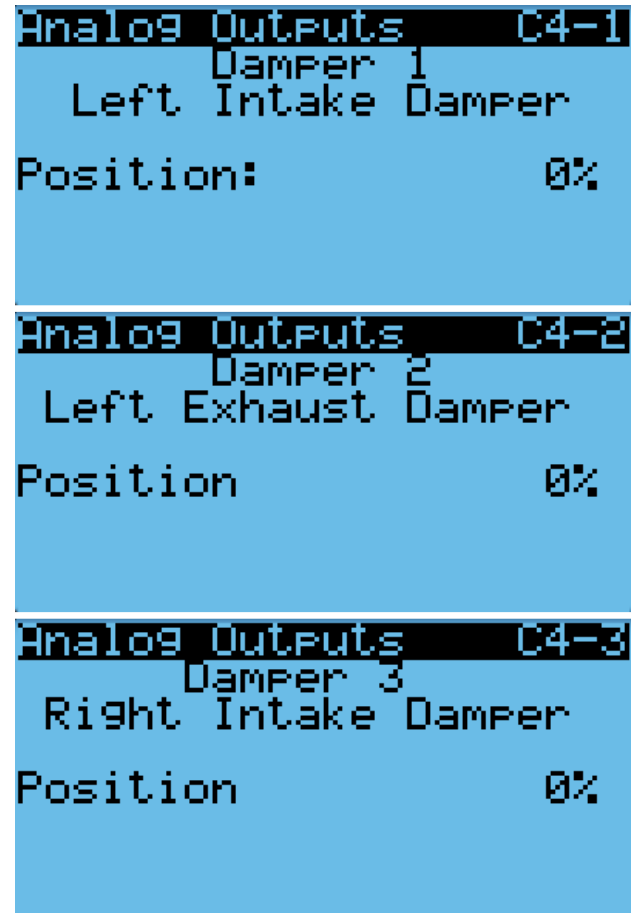 Analog Outputs C4-1
Damper 1
Left Intake Damper
Position: 0%
Analog Outputs C4-2
Damper 2
Left Exhaust Damper
Position 0%
Analog Outputs C4-3
Damper 3
Right Intake Damper
Position 0%